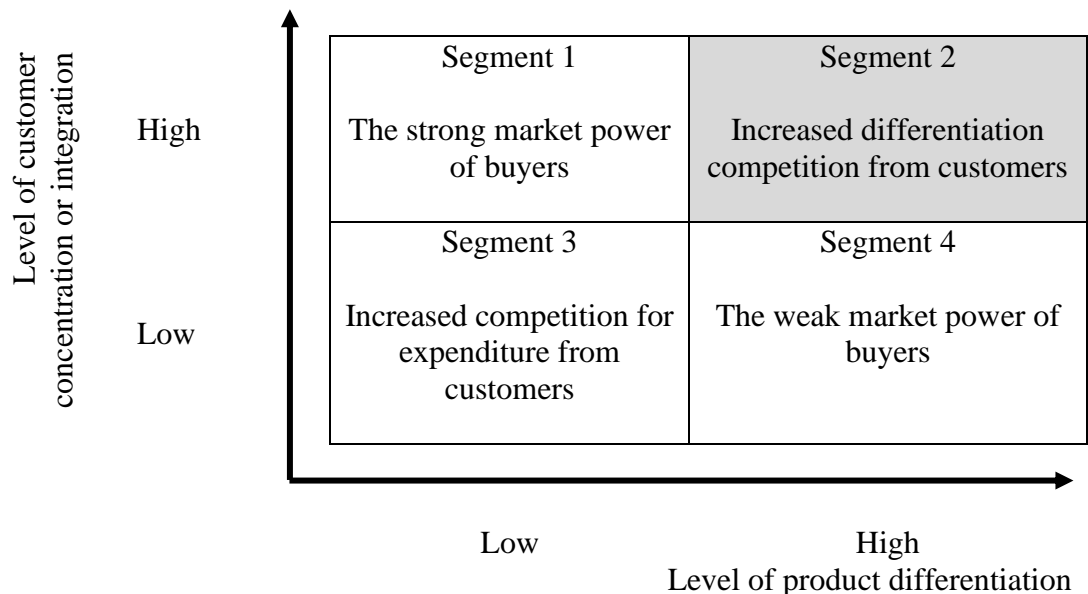 Level of customer
concentration or integration
High
Low
Segment 1
The strong market power
of buyers
Segment 2
Increased differentiation
competition from customers
Segment 3
Increased competition for
expenditure from
customers
Segment 4
The weak market power of
buyers
Low
High
Level of product differentiation